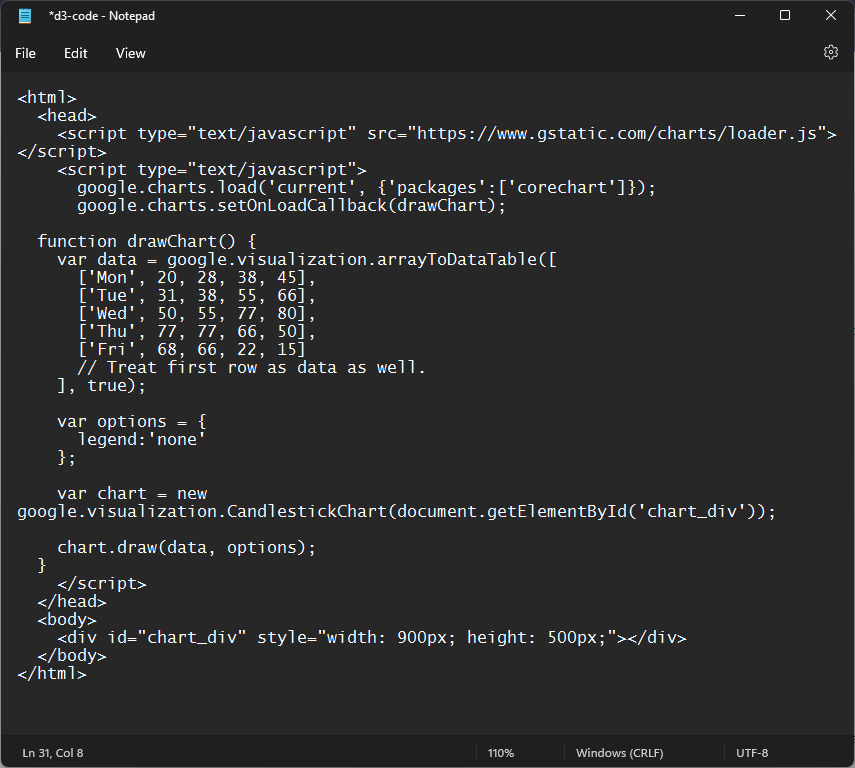 *d3-code - Notepad
File Edit View
<html>
  <head>
    <script type="text/javascript" src="https://www.gstatic.com/charts/loader.js">
</script>
    <script type="text/javascript">
      google.charts.load('current', {'packages':['corechart']});
      google.charts.setOnLoadCallback(drawChart);

  function drawChart() {
    var data = google.visualization.arrayToDataTable([
      ['Mon', 20, 28, 38, 45],
      ['Tue', 31, 38, 55, 66],
      ['Wed', 50, 55, 77, 80],
      ['Thu', 77, 77, 66, 50],
      ['Fri', 68, 66, 22, 15]
      // Treat first row as data as well.
    ], true);

    var options = {
      legend:'none'
    };

    var chart = new
google.visualization.CandlestickChart(document.getElementById('chart_div'));

    chart.draw(data, options);
  }
    </script>
  </head>
  <body>
    <div id="chart_div" style="width: 900px; height: 500px;"></div>
  </body>
</html>
Ln 31, Col 8 110% Windows (CRLF) UTF-8